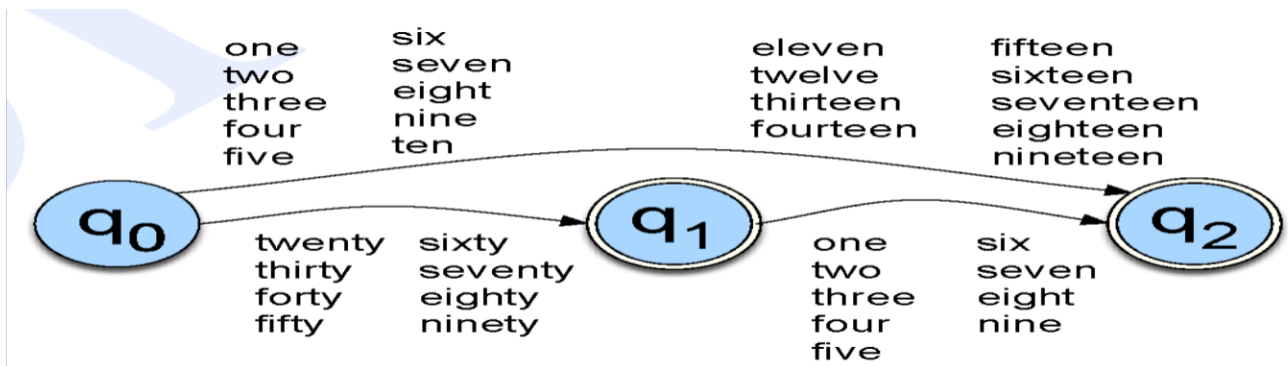 one
two
three
four
five
six
seven
eight
nine
ten
eleven
twelve
thirteen
fourteen
fifteen
sixteen
seventeen
eighteen
nineteen
q0
q1
q2
twenty
thirty
forty
fifty
sixty
seventy
eighty
ninety
one
two
three
four
five
six
seven
eight
nine